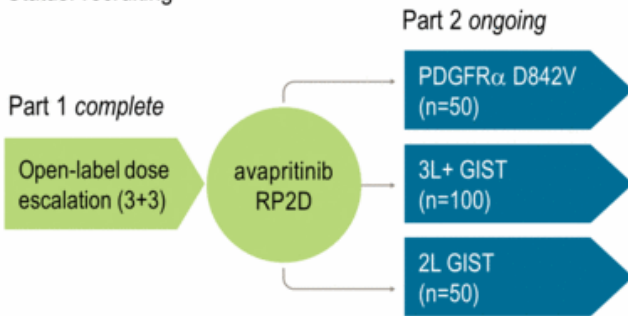 Part 2 ongoing
PDGFRα D842V
(n=50)
Part 1 complete
Open-label dose
escalation (3+3)
avapritinib
RP2D
3L+ GIST
(n=100)
2L GIST
(n=50)